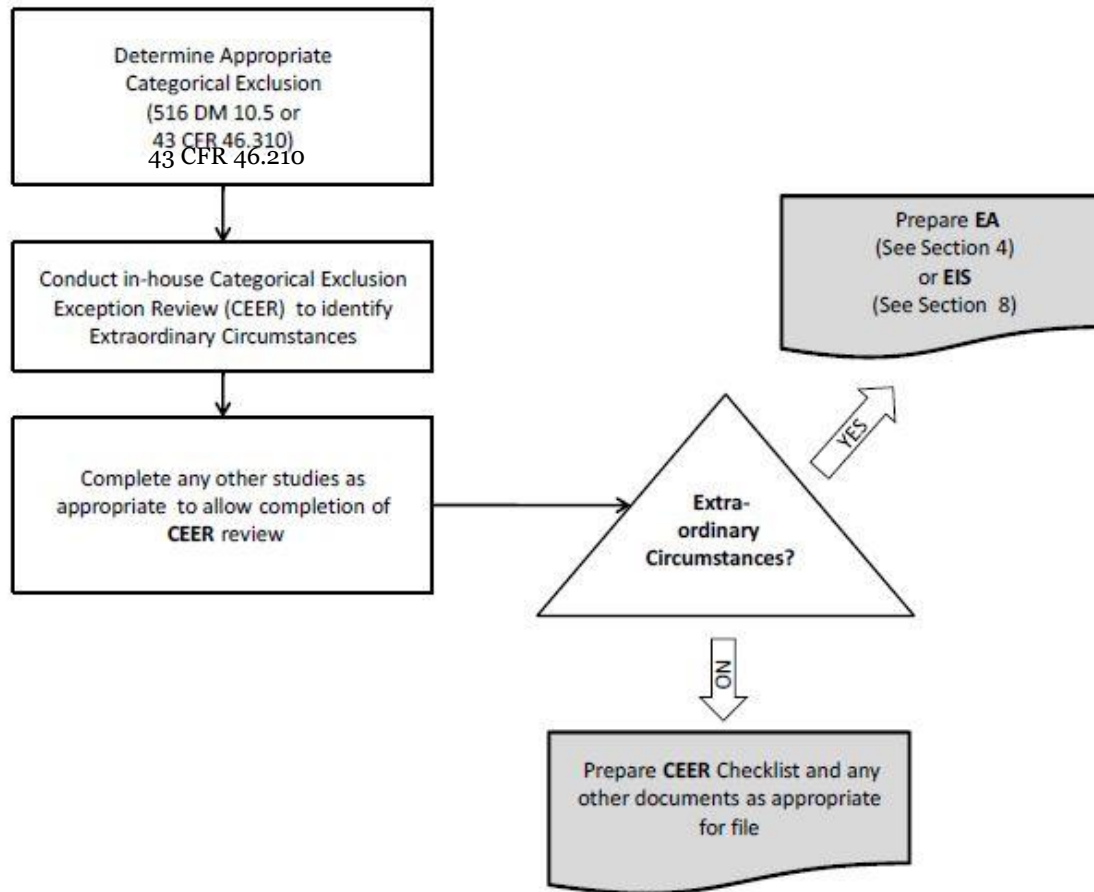 Determine Appropriate
Categorical Exclusion
(516 DM 10.5 or
43 CFR 46.310)
43 CFR 46.210
Conduct in-house Categorical Exclusion
Exception Review (CEER) to identify
Extraordinary Circumstances
Complete any other studies as
appropriate to allow completion of
CEER review
Extra-
ordinary
Circumstances?
YES
Prepare EA
(See Section 4)
or EIS
(See Section 8)
NO
Prepare CEER Checklist and any
other documents as appropriate
for file